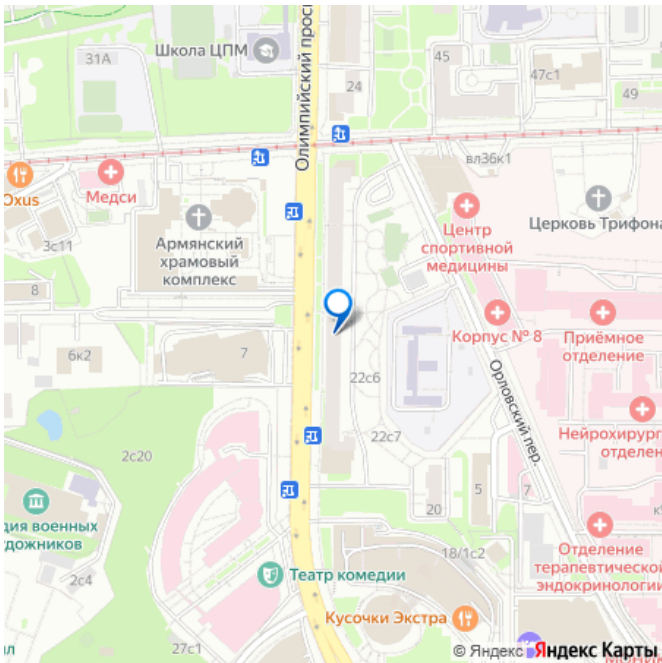 Школа ЦПМ
31А
Олимпийский просп
24
45
47с1
49
вл36к1
Oxus
Медси
3с11
Армянский
храмовый
комплекс
Центр
спортивной
медицины
Церковь Трифона
8
6к2
7
Корпус № 8
Приёмное
отделение
22с6
Орловский пер.
22с7
Нейрохирург
отделен
2с20
дия военных
удожников
2с4
20
5
7
18/1с2
Отделение
терапевтической
эндокринологии
Театр комедии
Кусочки Экстра
27с1
© Яндекс Яндекс Карты